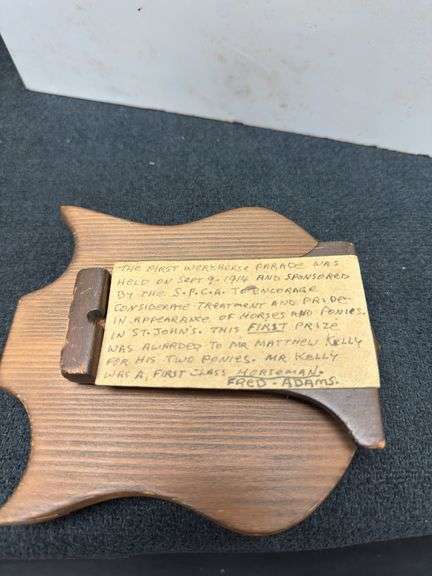 THE FIRST WORKHORSE PARADE WAS
HELD ON SEPT 9. 1914 AND SPONSORED
BY THE S.P.C.A. TO ENCORAGE
CONSIDERATE TREATMENT AND PRIDE
IN APPEARANCE OF HORSES AND PONIES.
IN ST. JOHN'S. THIS FIRST PRIZE
WAS AWARDED TO MR MATTHEW KELLY
FOR HIS TWO PONIES. MR KELLY
WAS A, FIRST CLASS HORSEMAN.
FRED. ADAMS.